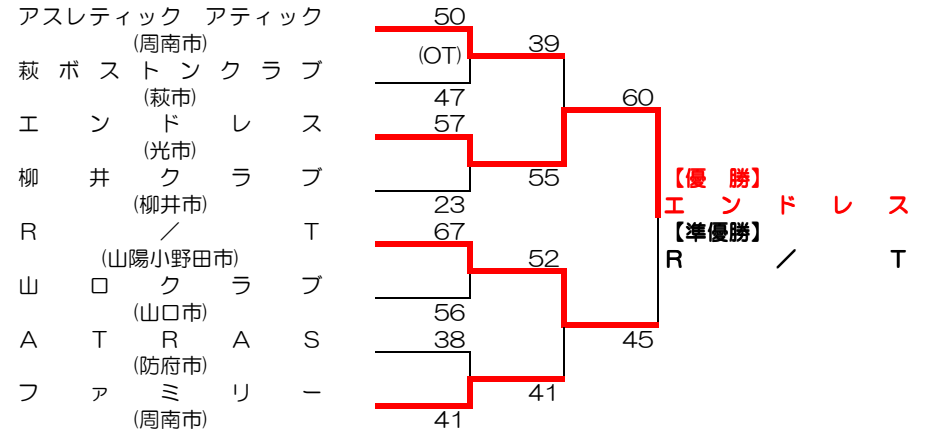 アスレティック アティック 50
(周南市) (OT) 39
萩ボストンクラブ
(萩市) 47 60
エンドレス 57
(光市)
柳井クラブ 55 【優 勝】
(柳井市) 23 エンドレス
R／T 67 【準優勝】
(山陽小野田市) 52 R／T
山口クラブ
(山口市) 56
ATRAS 38 45
(防府市)
ファミリー 41
(周南市) 41